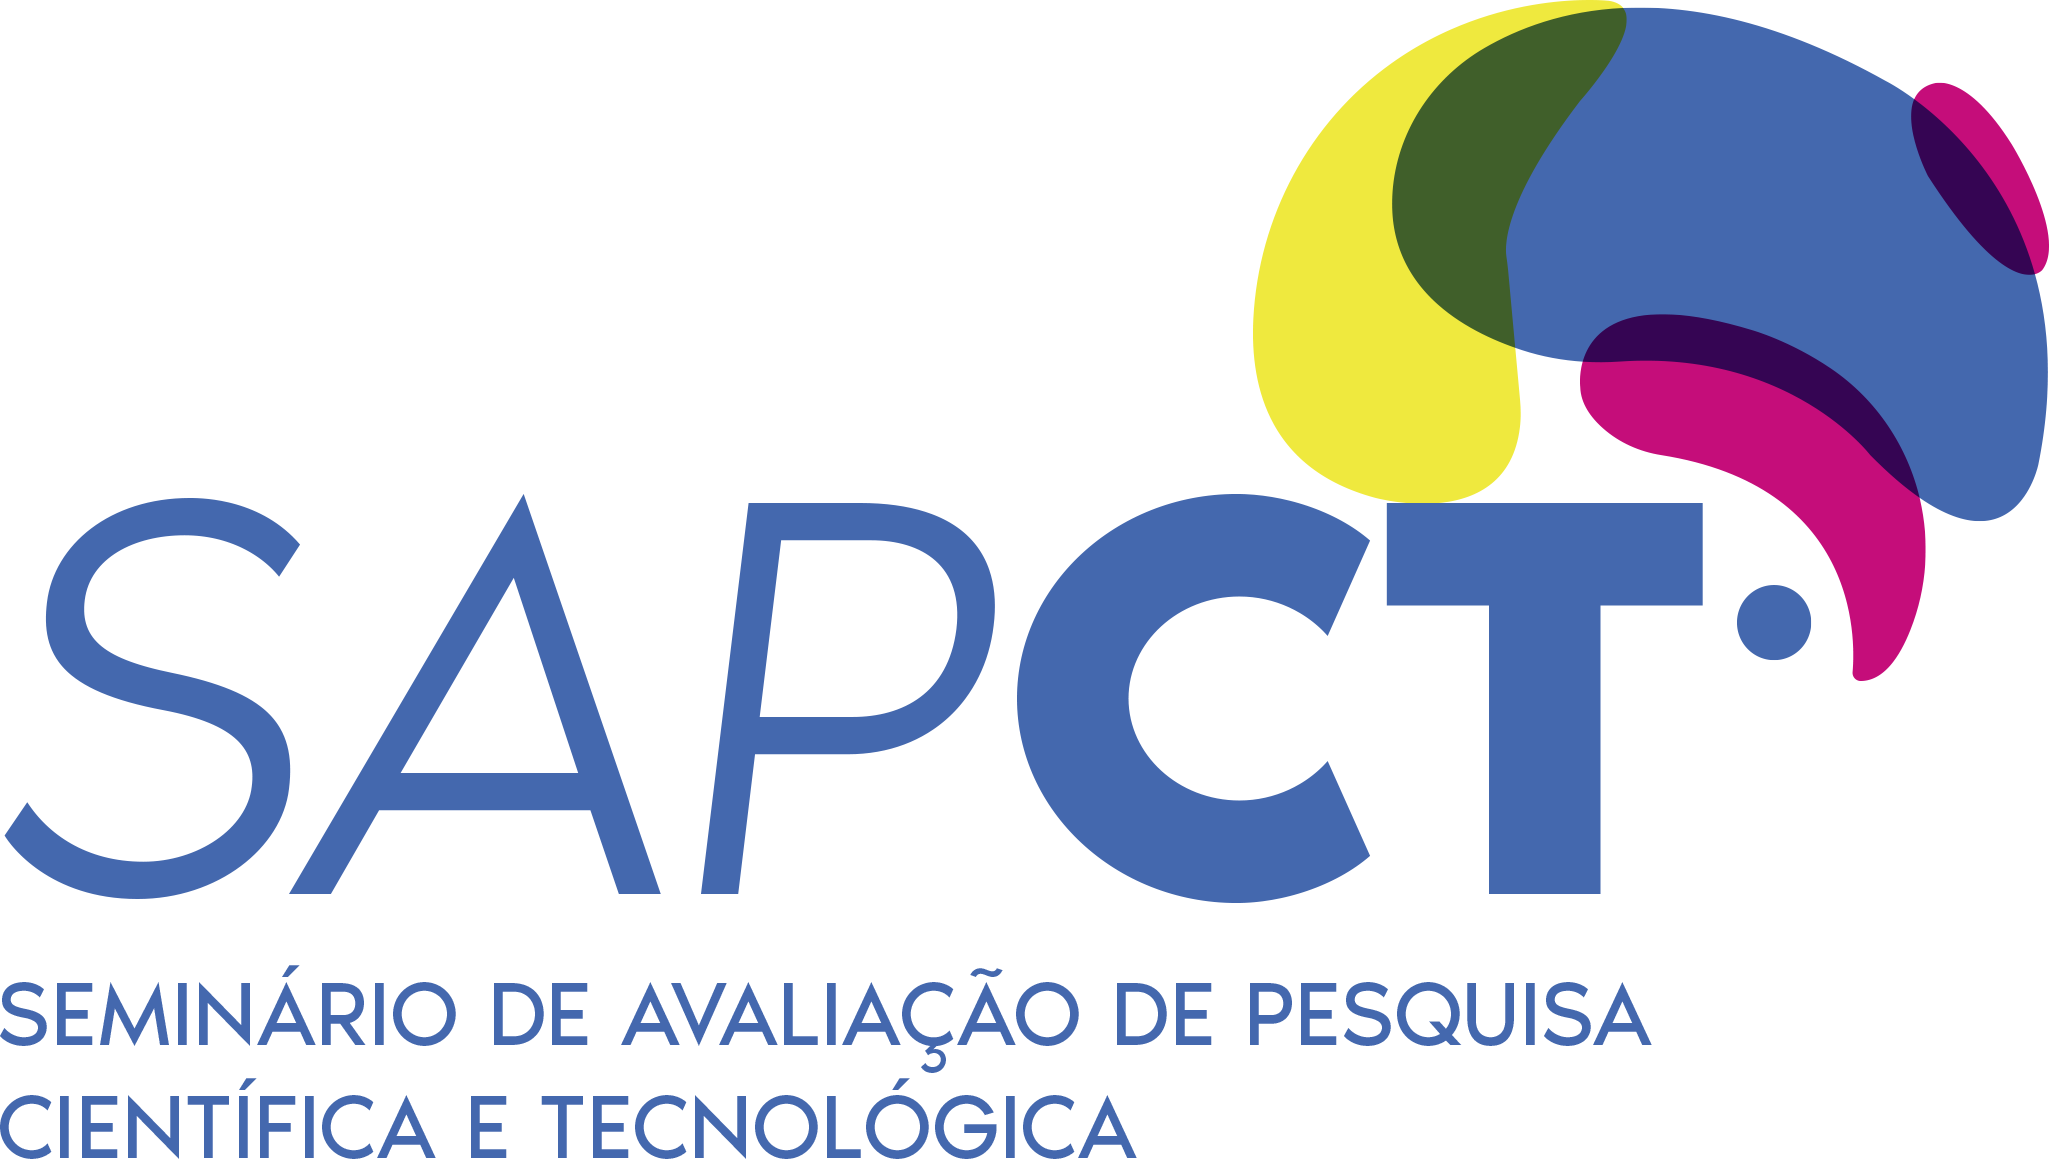 SAPCT
SEMINÁRIO DE AVALIAÇÃO DE PESQUISA
CIENTÍFICA E TECNOLÓGICA